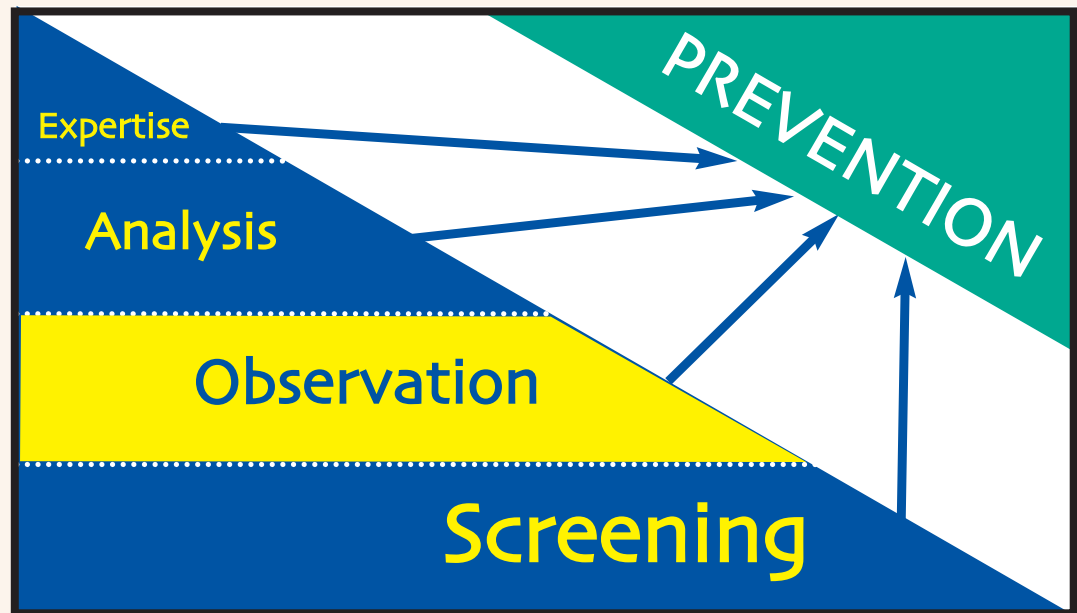 PREVENTION
Expertise
Analysis
Observation
Screening